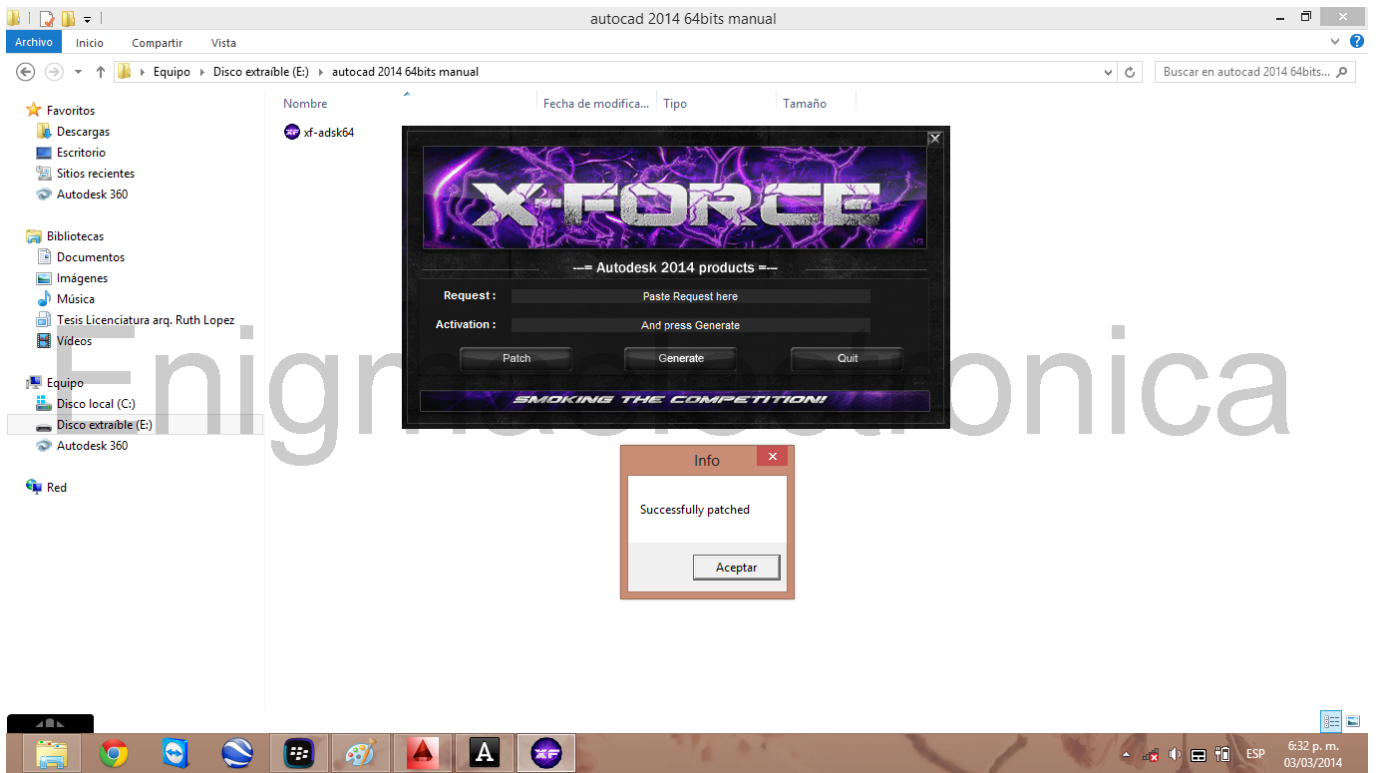 autocad 2014 64bits manual
Archivo Inicio Compartir Vista
Equipo Disco extraíble (E:) autocad 2014 64bits manual
Buscar en autocad 2014 64bits...
Nombre Fecha de modifica... Tipo Tamaño
Favoritos
Descargas
Escritorio
Sitios recientes
Autodesk 360
Bibliotecas
Documentos
Imágenes
Música
Tesis Licenciatura arq. Ruth Lopez
Vídeos
Equipo
Disco local (C:)
Disco extraíble (E:)
Autodesk 360
Red
XF xf-adsk64
X-FORCE
JG
---= Autodesk 2014 products =---
Request : Paste Request here
Activation : And press Generate
Patch Generate Quit
SMOKING THE COMPETITION!
Enigmaelectronica
Info
Successfully patched
Aceptar
A
XF
ESP
6:32 p. m.
03/03/2014